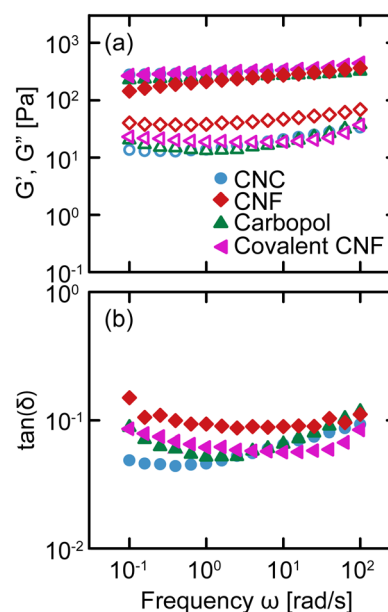 (a)
10³
10²
10¹
10⁰
10⁻¹
G', G" [Pa]
CNC
CNF
Carbopol
Covalent CNF
(b)
10⁰
10⁻¹
10⁻²
tan(δ)
10⁻¹ 10⁰ 10¹ 10²
Frequency ω [rad/s]